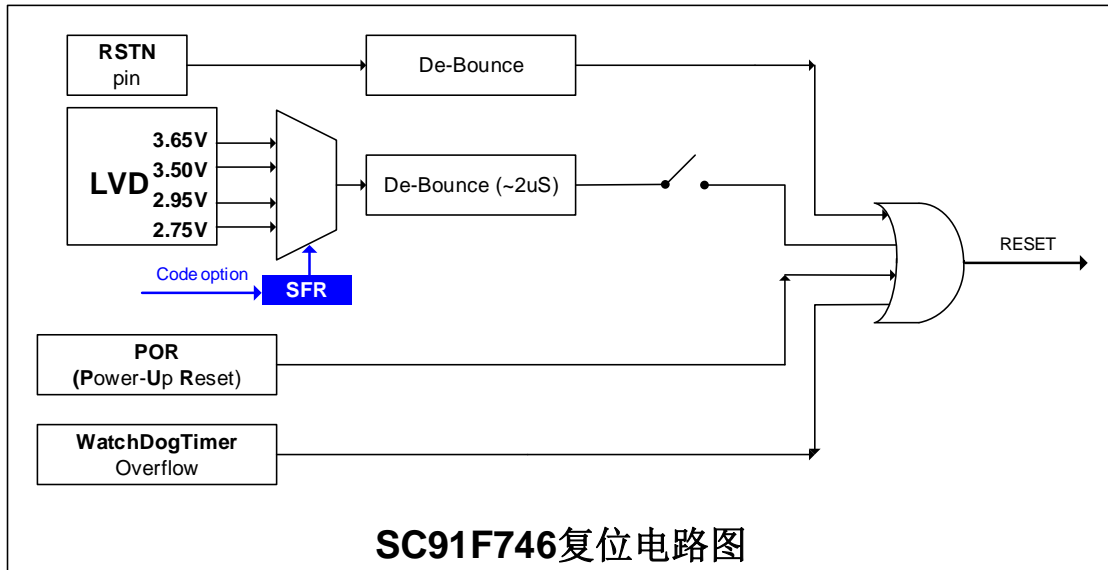 RSTN
pin
De-Bounce
LVD
3.65V
3.50V
2.95V
2.75V
De-Bounce (~2uS)
RESET
Code option
SFR
POR
(Power-Up Reset)
WatchDogTimer
Overflow
SC91F746复位电路图